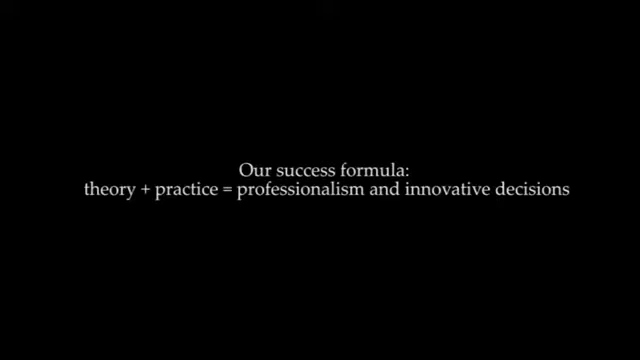 Our success formula:
theory + practice = professionalism and innovative decisions